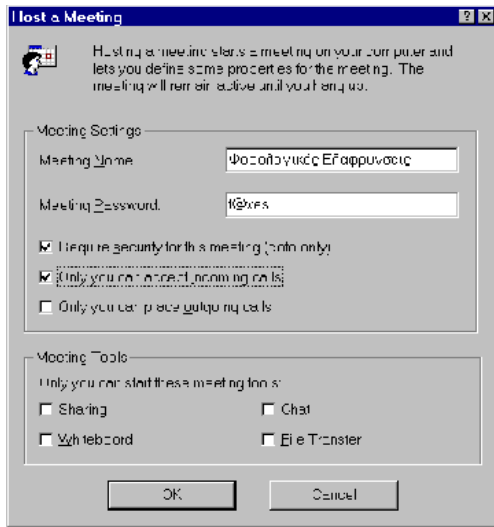 Host a Meeting
Hosting a meeting starts a meeting on your computer and
lets you define some properties for the meeting. The
meeting will remain active until you hang up.
Meeting Settings
Meeting Name:
Φορολογικές Ελαφρύνσεις
Meeting Password:
Require security for this meeting (data only)
Only you can accept incoming calls
Only you can place outgoing calls
Meeting Tools
Only you can start these meeting tools:
Sharing
Chat
Whiteboard
File Transfer
OK
Cancel